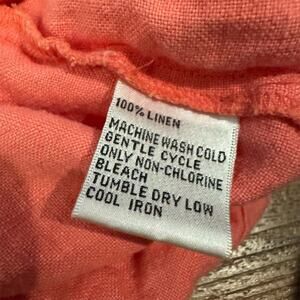 100% LINEN
MACHINE WASH COLD
GENTLE CYCLE
ONLY NON-CHLORINE
BLEACH
TUMBLE DRY LOW
COOL IRON